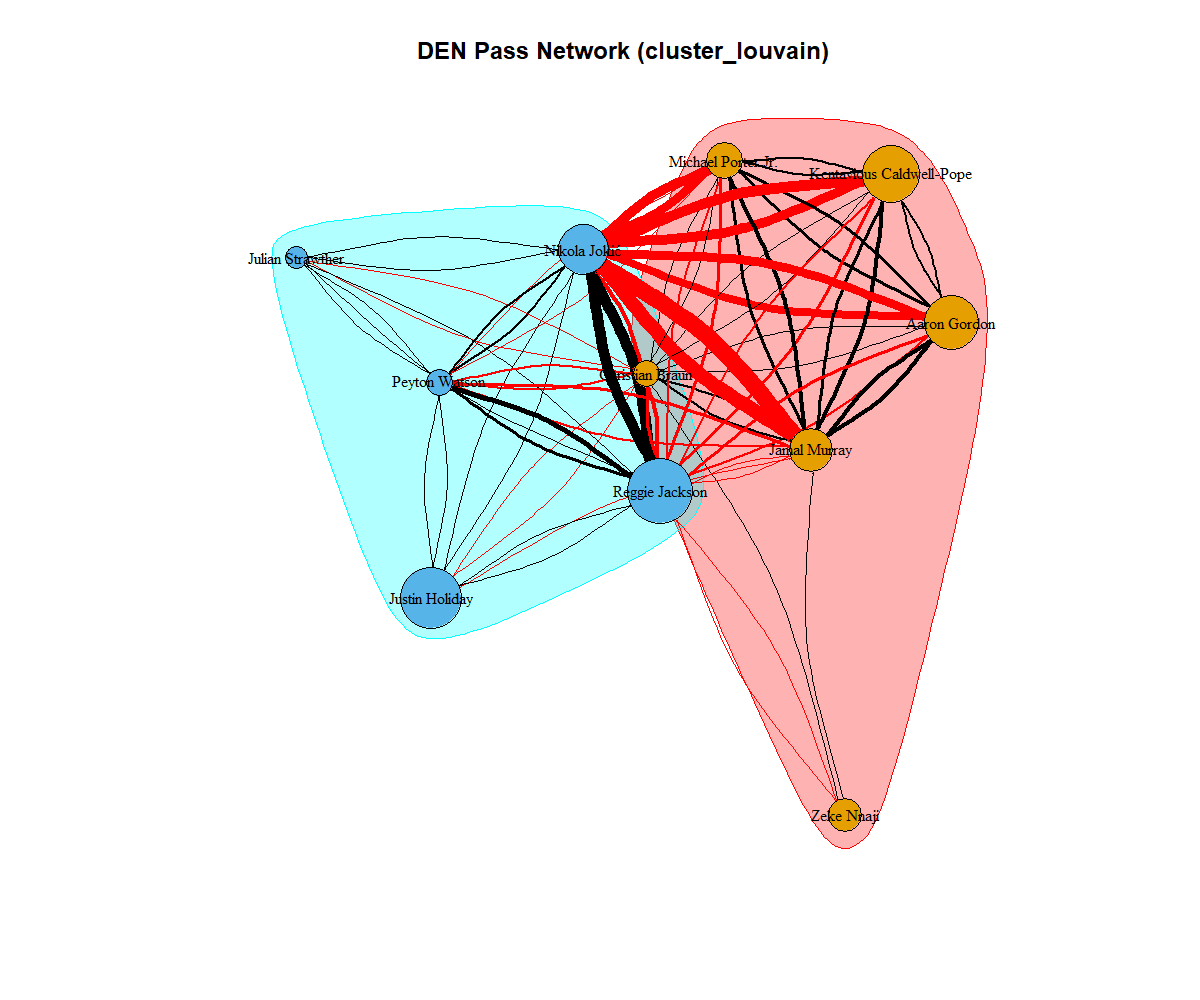 DEN Pass Network (cluster_louvain)
Michael Porter Jr.
Kentavious Caldwell-Pope
Nikola Jokić
Julian Strawther
Aaron Gordon
Christian Braun
Peyton Watson
Jamal Murray
Reggie Jackson
Justin Holiday
Zeke Nnaji